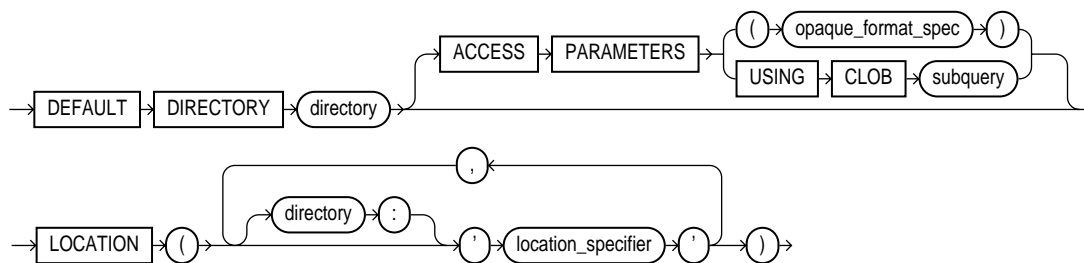 ACCESS PARAMETERS ( opaque_format_spec )
USING CLOB subquery
DEFAULT DIRECTORY directory
,
directory :
LOCATION ( ' location_specifier ' )